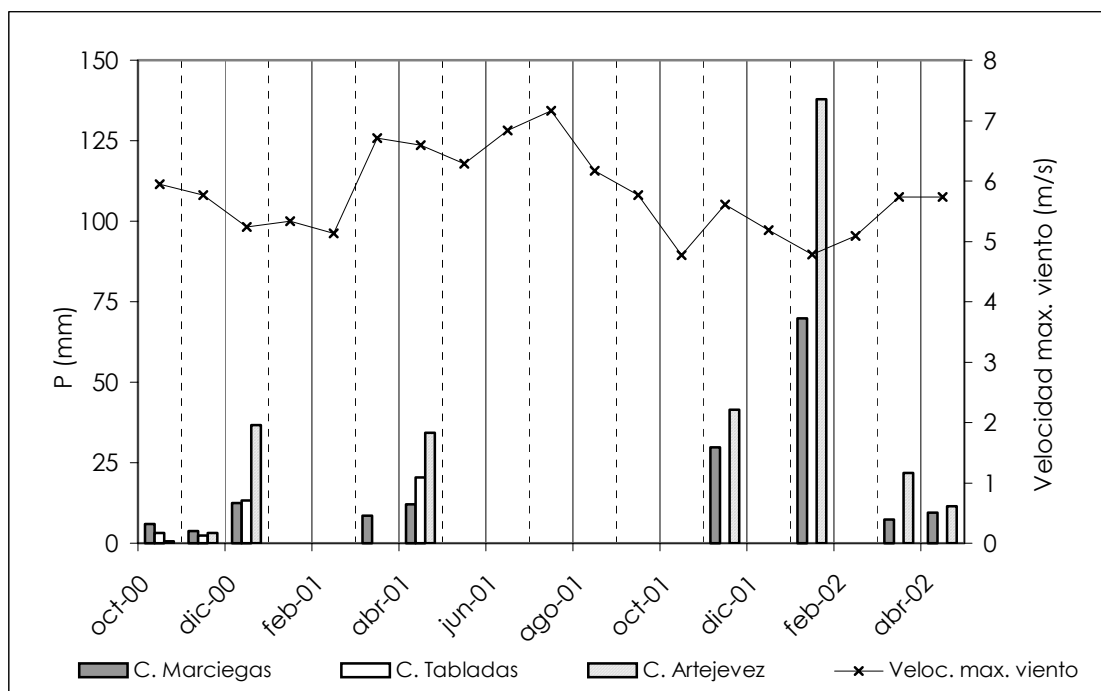 150
125
100
75
50
25
0
P (mm)
8
7
6
5
4
3
2
1
0
Velocidad max. viento (m/s)
oct-00
dic-00
feb-01
abr-01
jun-01
ago-01
oct-01
dic-01
feb-02
abr-02
C. Marciegas
C. Tabladas
C. Artejevez
Veloc. max. viento